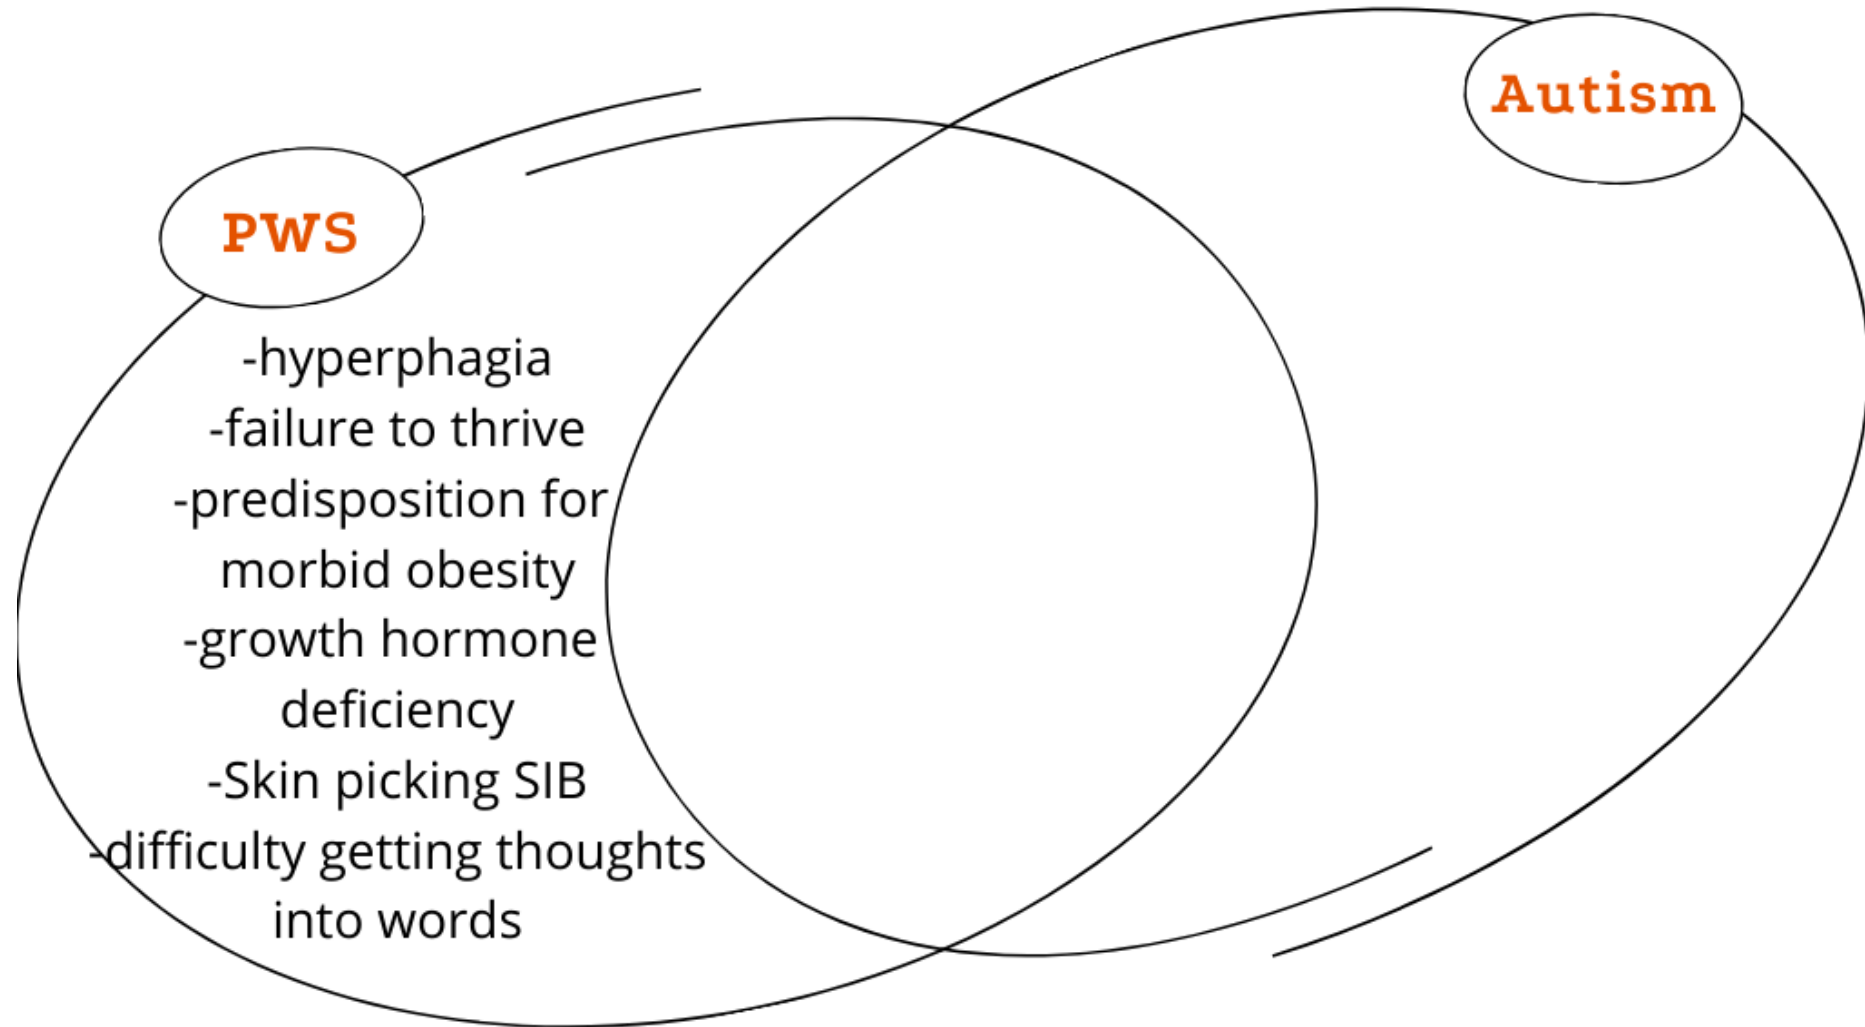 Autism
PWS
-hyperphagia
-failure to thrive
-predisposition for
morbid obesity
-growth hormone
deficiency
-Skin picking SIB
-difficulty getting thoughts
into words